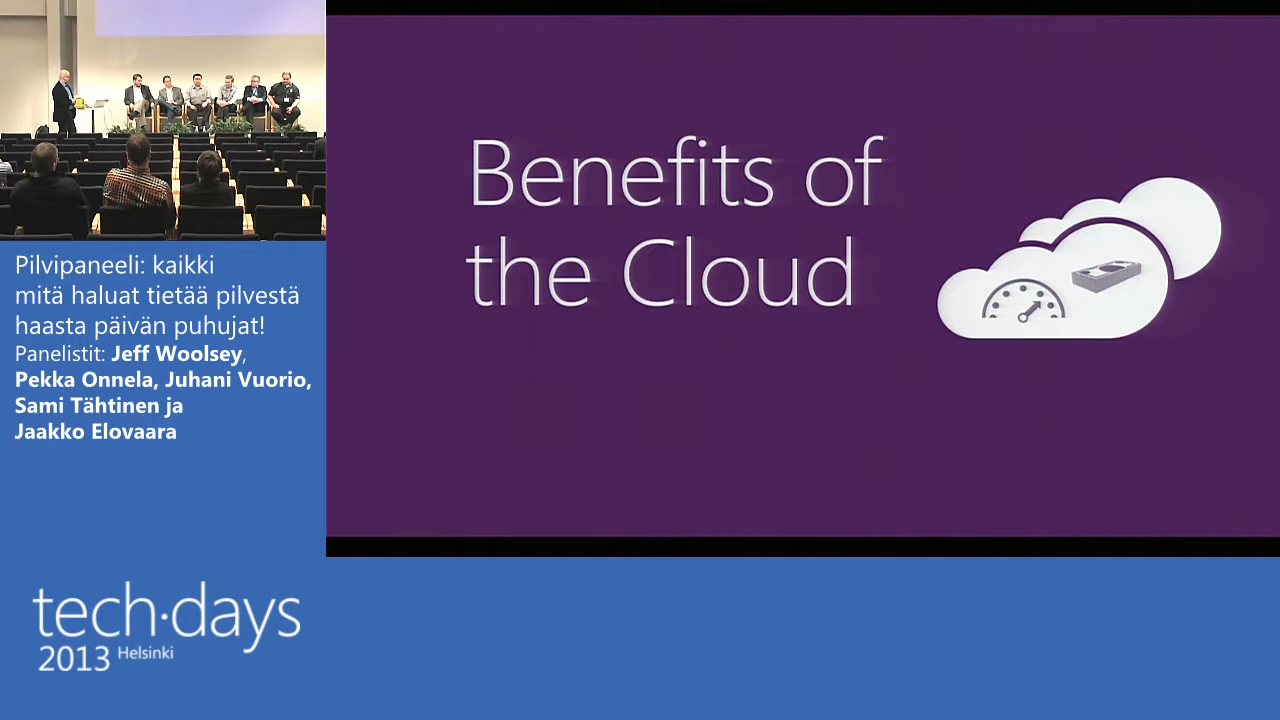 Benefits of
the Cloud
Pilvipaneeli: kaikki
mitä haluat tietää pilvestä
haasta päivän puhujat!
Panelistit: Jeff Woolsey,
Pekka Onnela, Juhani Vuorio,
Sami Tähtinen ja
Jaakko Elovaara
tech·days
2013 Helsinki